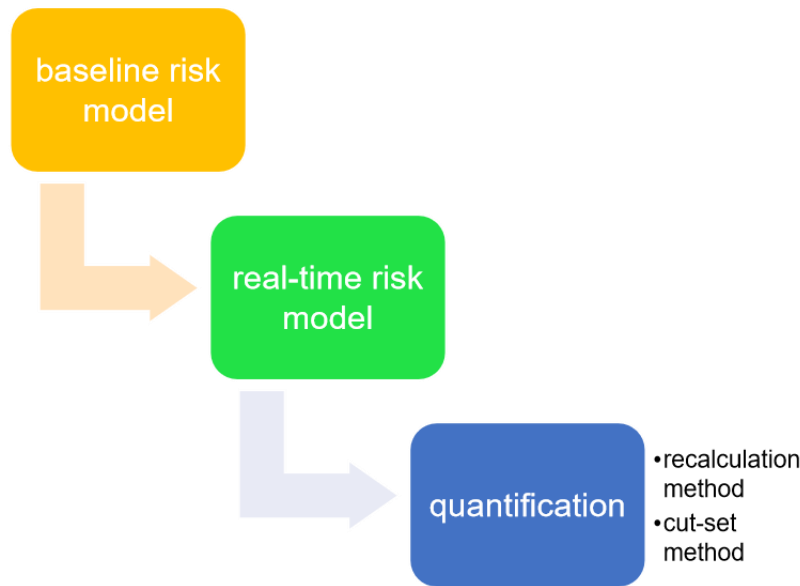 baseline risk
model
real-time risk
model
quantification
•recalculation
method
•cut-set
method